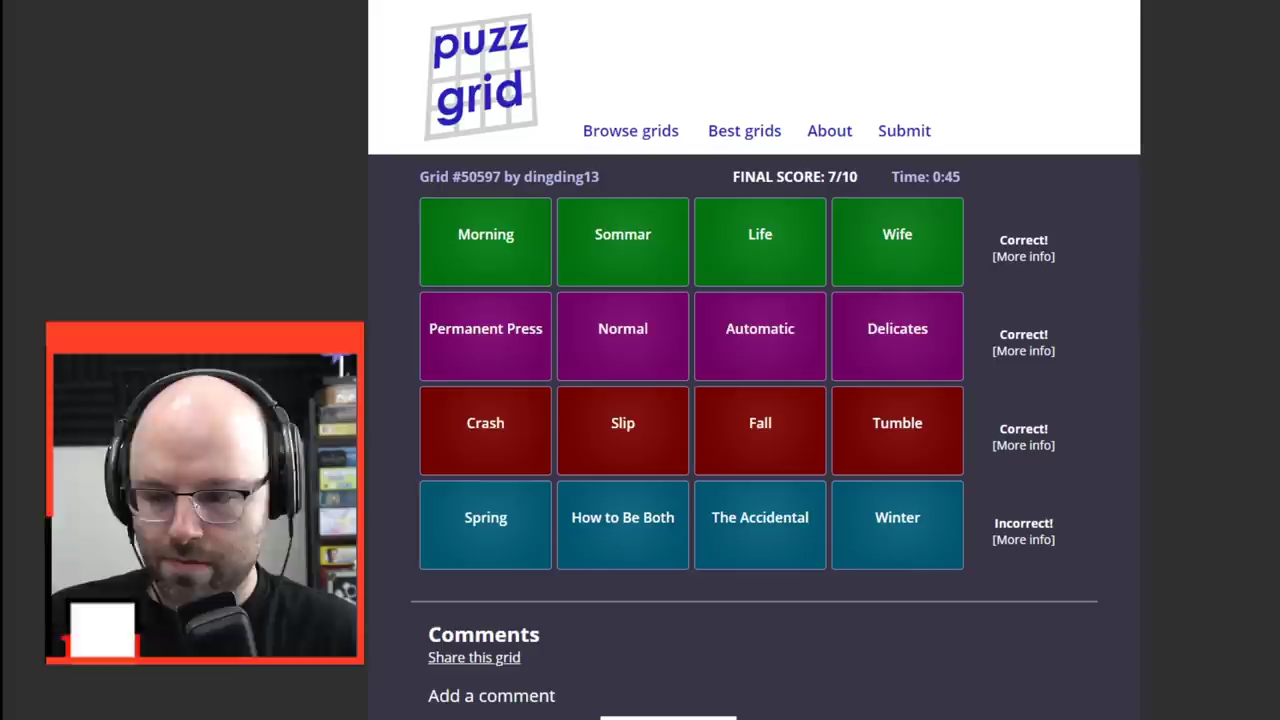 puzz
grid
Browse grids
Best grids
About
Submit
Grid #50597 by dingding13
FINAL SCORE: 7/10
Time: 0:45
Morning
Sommar
Life
Wife
Correct!
[More info]
Permanent Press
Normal
Automatic
Delicates
Correct!
[More info]
Crash
Slip
Fall
Tumble
Correct!
[More info]
Spring
How to Be Both
The Accidental
Winter
Incorrect!
[More info]
Comments
Share this grid
Add a comment